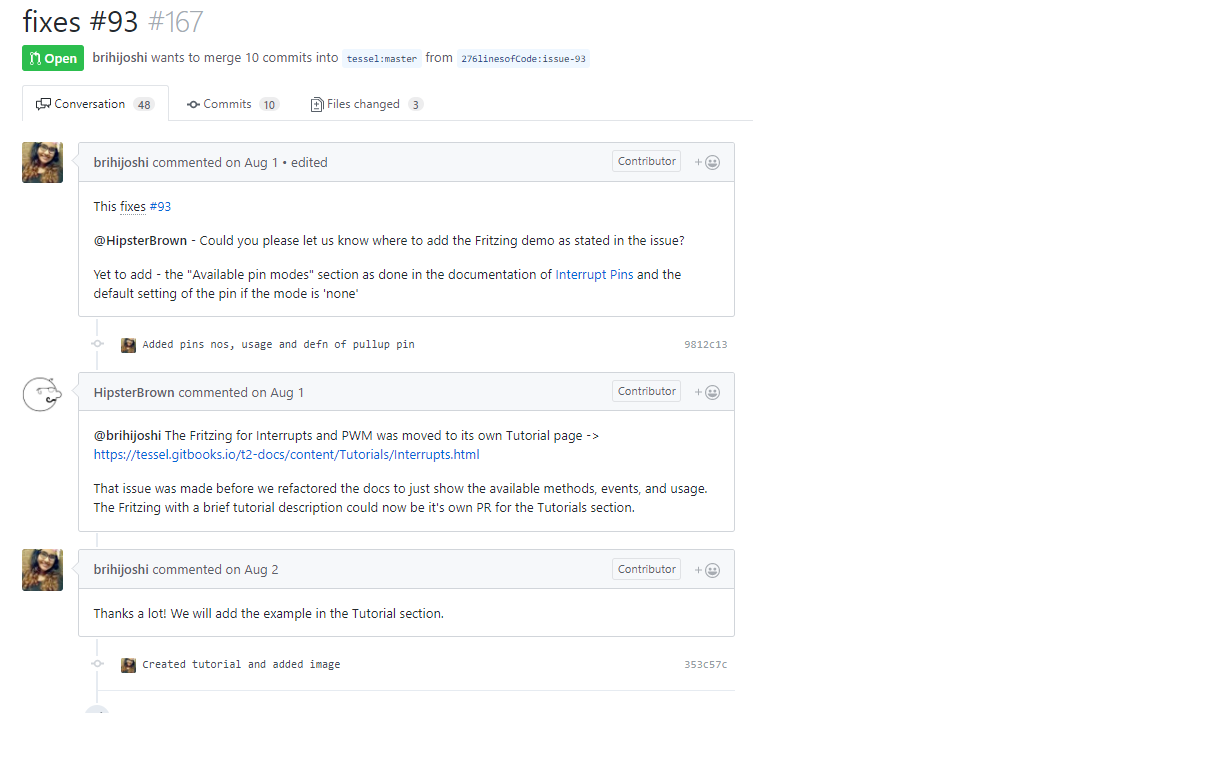 fixes #93 #167
Open brihijoshi wants to merge 10 commits into tessel:master from 276linesofCode:issue-93
Conversation 48 Commits 10 Files changed 3
brihijoshi commented on Aug 1 • edited Contributor +
This fixes #93
@HipsterBrown - Could you please let us know where to add the Fritzing demo as stated in the issue?
Yet to add - the "Available pin modes" section as done in the documentation of Interrupt Pins and the
default setting of the pin if the mode is 'none'
Added pins nos, usage and defn of pullup pin 9812c13
HipsterBrown commented on Aug 1 Contributor +
@brihijoshi The Fritzing for Interrupts and PWM was moved to its own Tutorial page ->
https://tessel.gitbooks.io/t2-docs/content/Tutorials/Interrupts.html
That issue was made before we refactored the docs to just show the available methods, events, and usage.
The Fritzing with a brief tutorial description could now be it's own PR for the Tutorials section.
brihijoshi commented on Aug 2 Contributor +
Thanks a lot! We will add the example in the Tutorial section.
Created tutorial and added image 353c57c